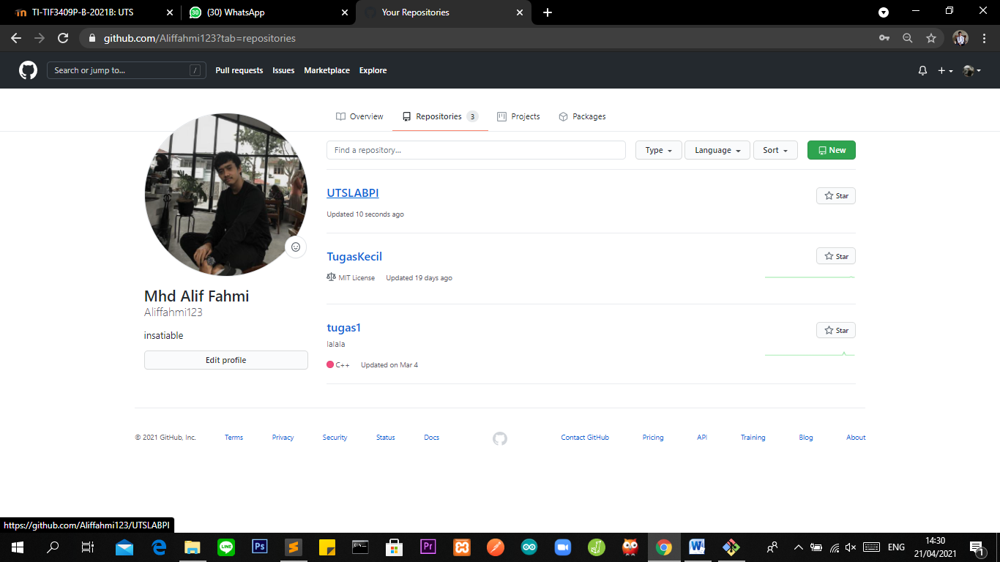 TI-TIF3409P-B-2021B: UTS
(30) WhatsApp
Your Repositories
github.com/Aliffahmi123?tab=repositories
Search or jump to...
/
Pull requests
Issues
Marketplace
Explore
Overview
Repositories 3
Projects
Packages
Find a repository...
Type
Language
Sort
New
UTSLABPI
Star
Updated 10 seconds ago
TugasKecil
Star
MIT License
Updated 19 days ago
tugas1
Star
lalala
C++
Updated on Mar 4
Mhd Alif Fahmi
Aliffahmi123
insatiable
Edit profile
© 2021 GitHub, Inc.
Terms
Privacy
Security
Status
Docs
Contact GitHub
Pricing
API
Training
Blog
About
https://github.com/Aliffahmi123/UTSLABPI
LINE
Ps
Pr
W
ENG
14:30
21/04/2021
1